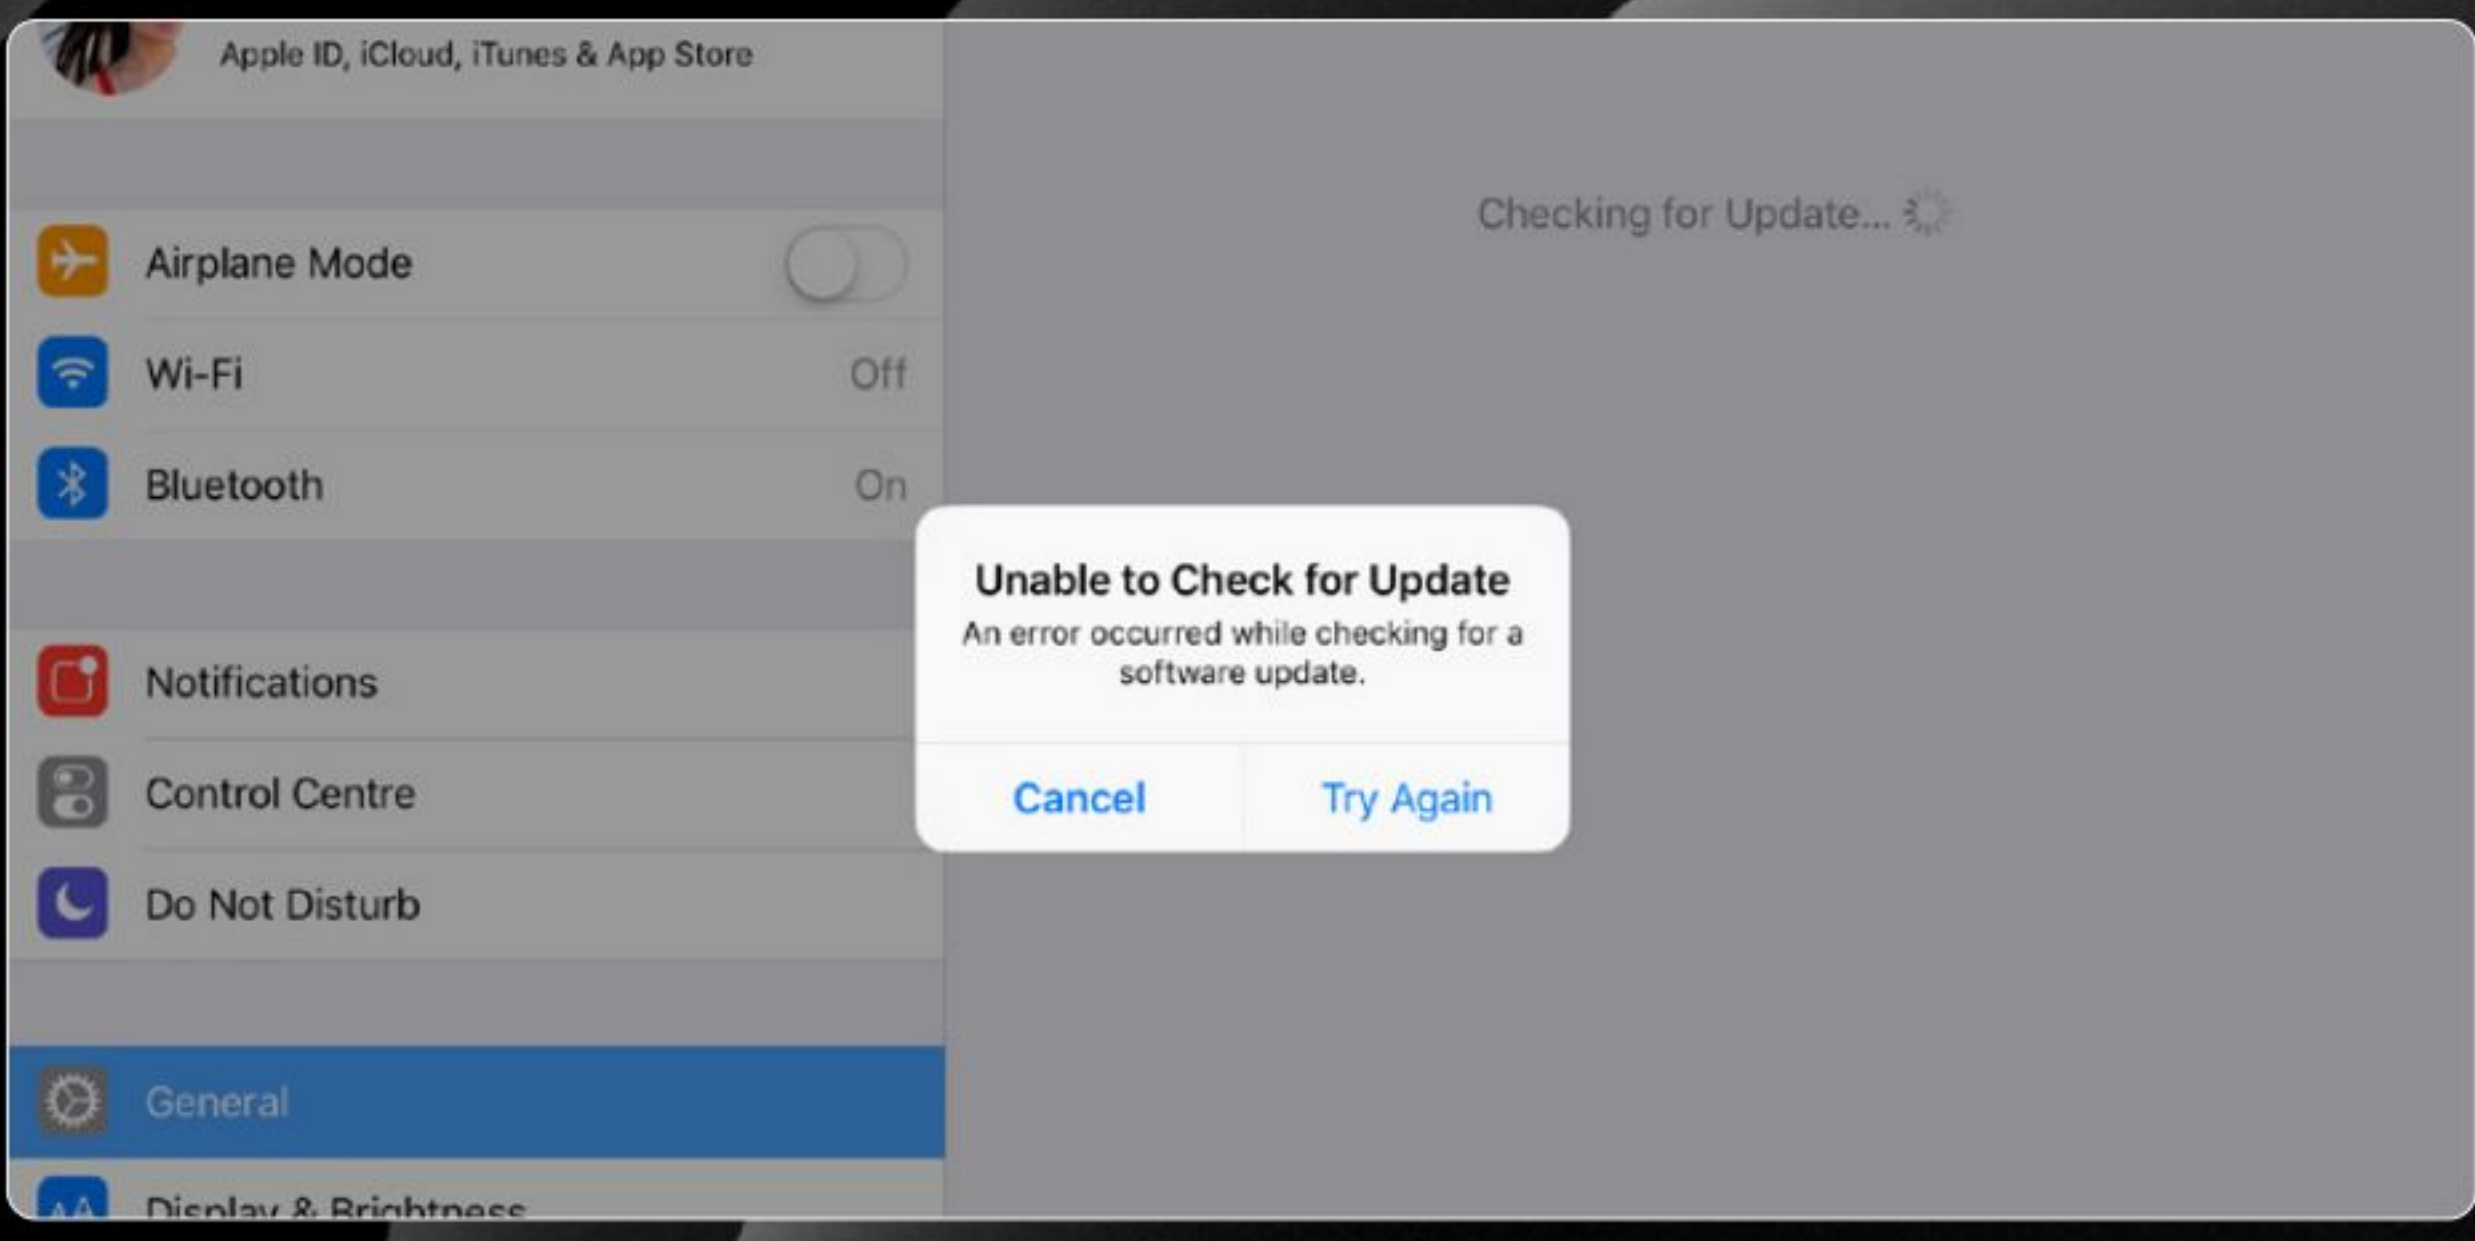 Apple ID, iCloud, iTunes & App Store
Airplane Mode
Wi-Fi Off
Bluetooth On
Notifications
Control Centre
Do Not Disturb
General
Display & Brightness
Checking for Update...
Unable to Check for Update
An error occurred while checking for a
software update.
Cancel Try Again